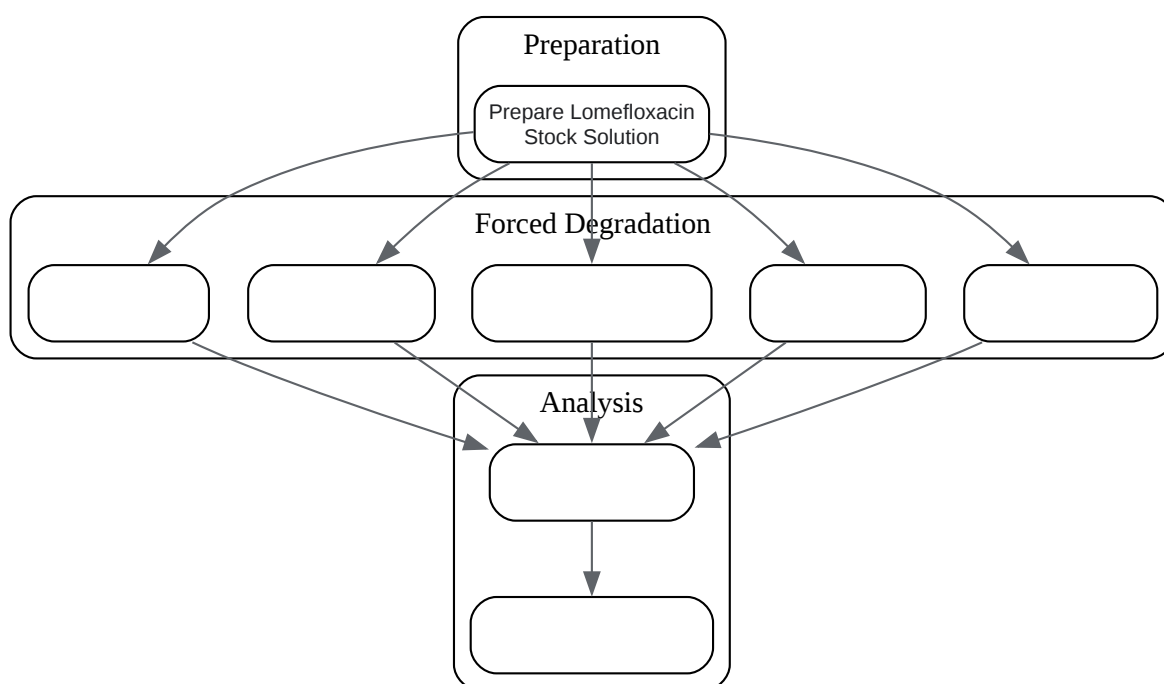 Preparation
Prepare Lomefloxacin
Stock Solution
Forced Degradation
Analysis